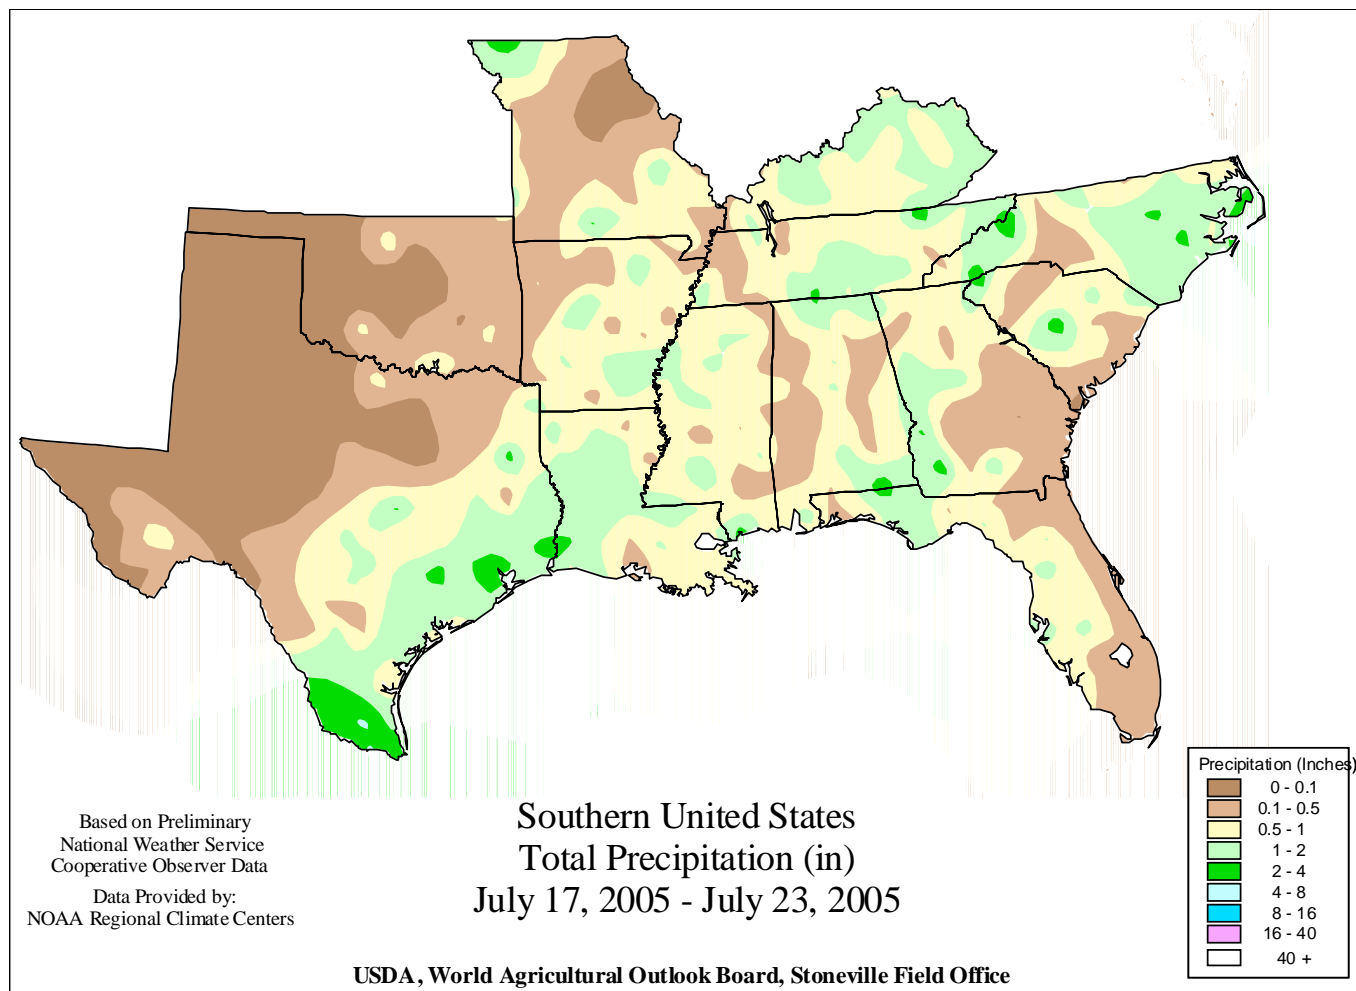 Precipitation (Inches)
0 - 0.1
0.1 - 0.5
0.5 - 1
1 - 2
2 - 4
4 - 8
8 - 16
16 - 40
40 +
Southern United States
Total Precipitation (in)
July 17, 2005 - July 23, 2005
Based on Preliminary
National Weather Service
Cooperative Observer Data
Data Provided by:
NOAA Regional Climate Centers
USDA, World Agricultural Outlook Board, Stoneville Field Office